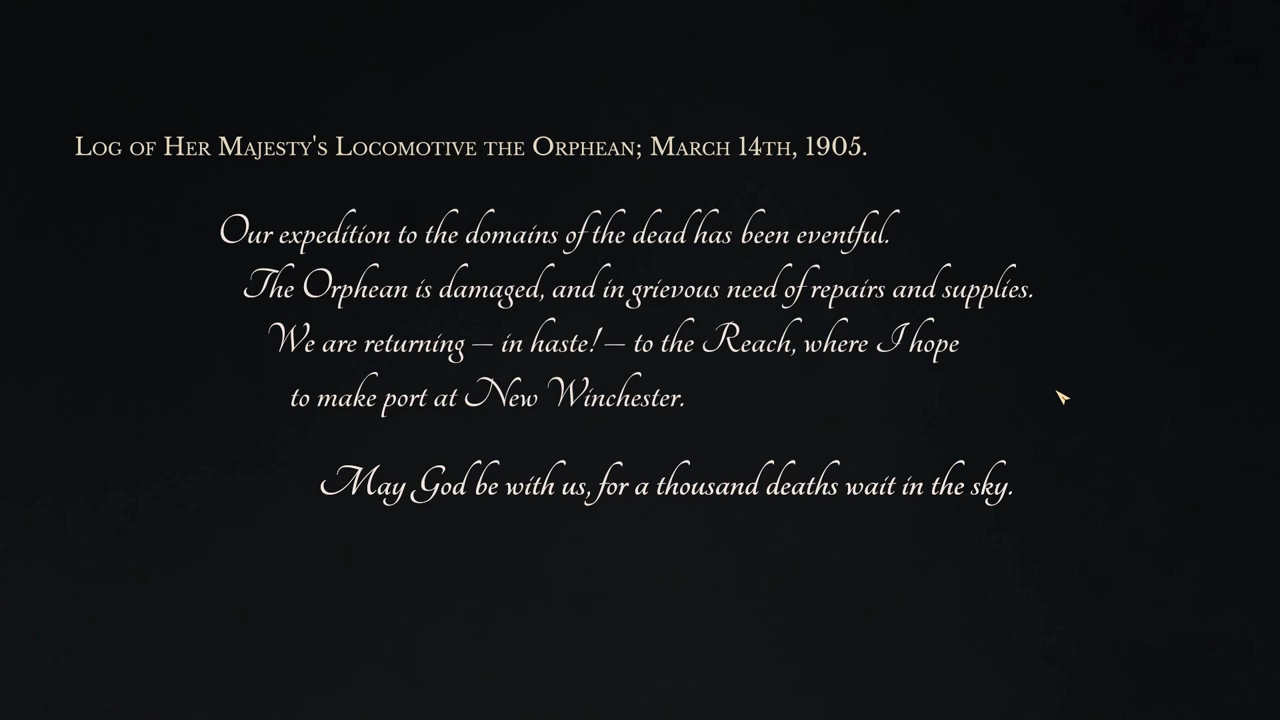 Log of Her Majesty's Locomotive the Orphean; March 14th, 1905.
Our expedition to the domains of the dead has been eventful.
The Orphean is damaged, and in grievous need of repairs and supplies.
We are returning – in haste! – to the Reach, where I hope
to make port at New Winchester.
May God be with us, for a thousand deaths wait in the sky.